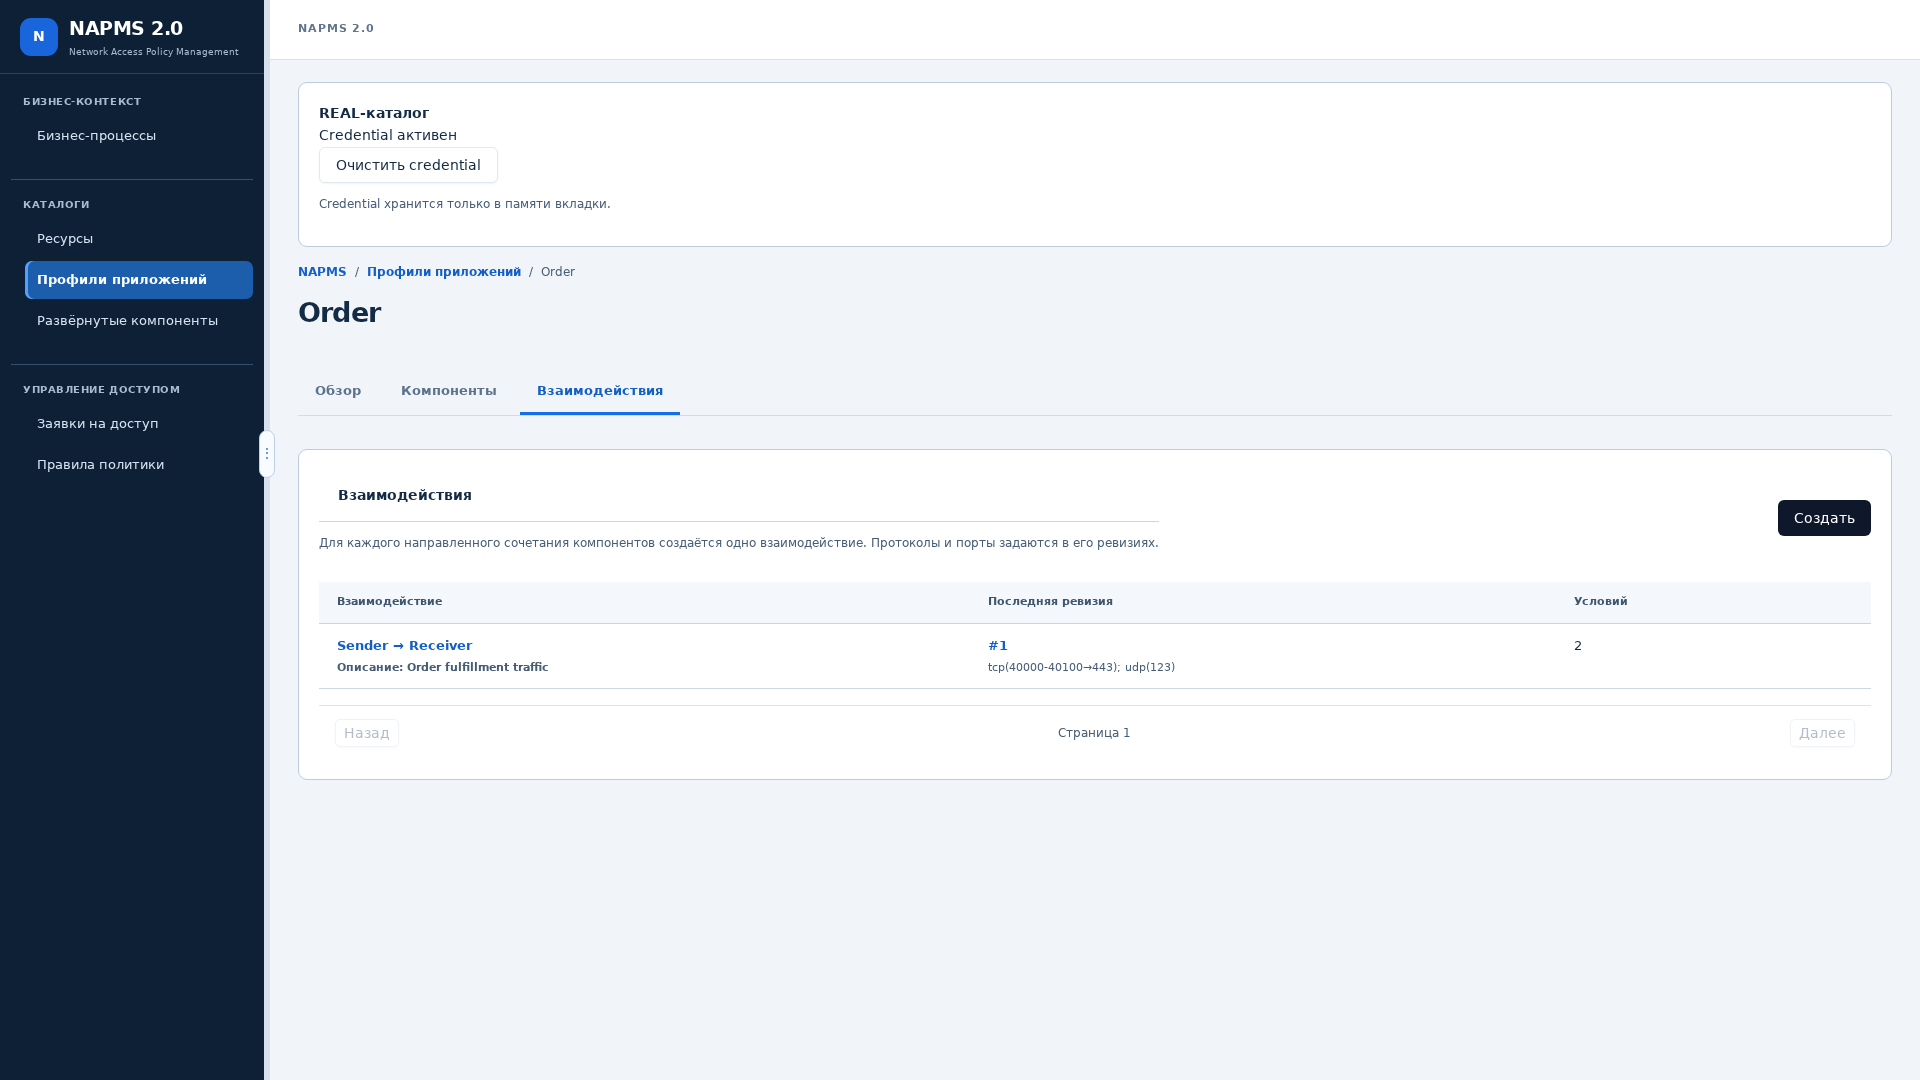 N
NAPMS 2.0
Network Access Policy Management
БИЗНЕС-КОНТЕКСТ
Бизнес-процессы
КАТАЛОГИ
Ресурсы
Профили приложений
Развёрнутые компоненты
УПРАВЛЕНИЕ ДОСТУПОМ
Заявки на доступ
Правила политики
NAPMS 2.0
REAL-каталог
Credential активен
Очистить credential
Credential хранится только в памяти вкладки.
NAPMS / Профили приложений / Order
Order
Обзор Компоненты Взаимодействия
Взаимодействия
Создать
Для каждого направленного сочетания компонентов создаётся одно взаимодействие. Протоколы и порты задаются в его ревизиях.
Взаимодействие Последняя ревизия Условий
Sender → Receiver #1 2
Описание: Order fulfillment traffic tcp(40000-40100→443); udp(123)
Назад Страница 1 Далее